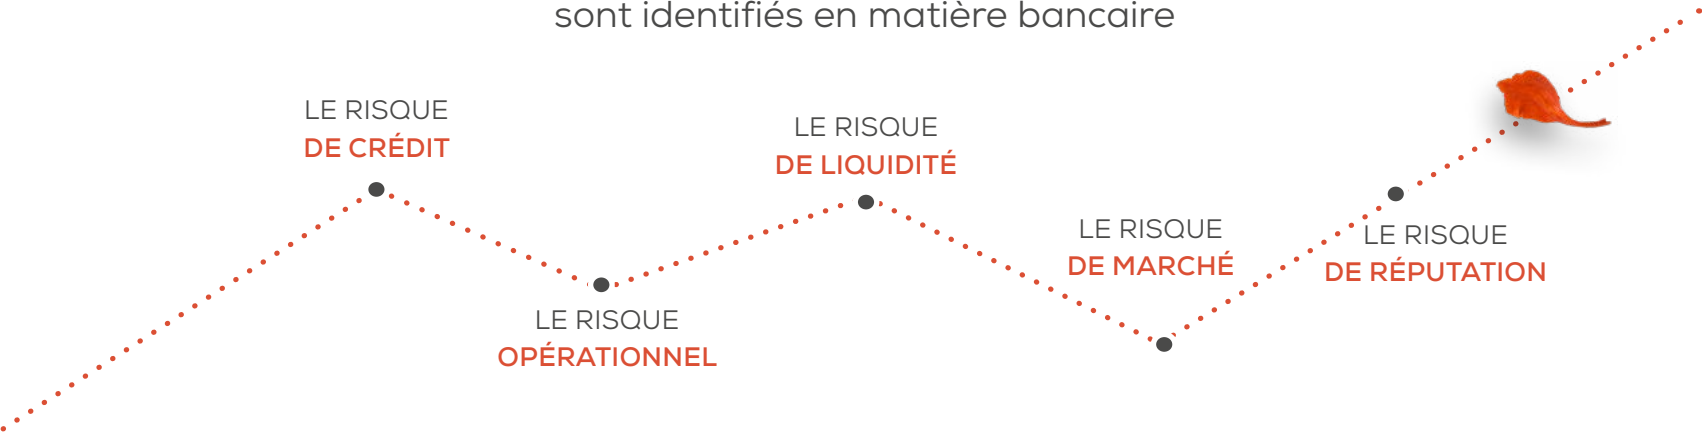 sont identifiés en matière bancaire
LE RISQUE
DE CRÉDIT
LE RISQUE
OPÉRATIONNEL
LE RISQUE
DE LIQUIDITÉ
LE RISQUE
DE MARCHÉ
LE RISQUE
DE RÉPUTATION